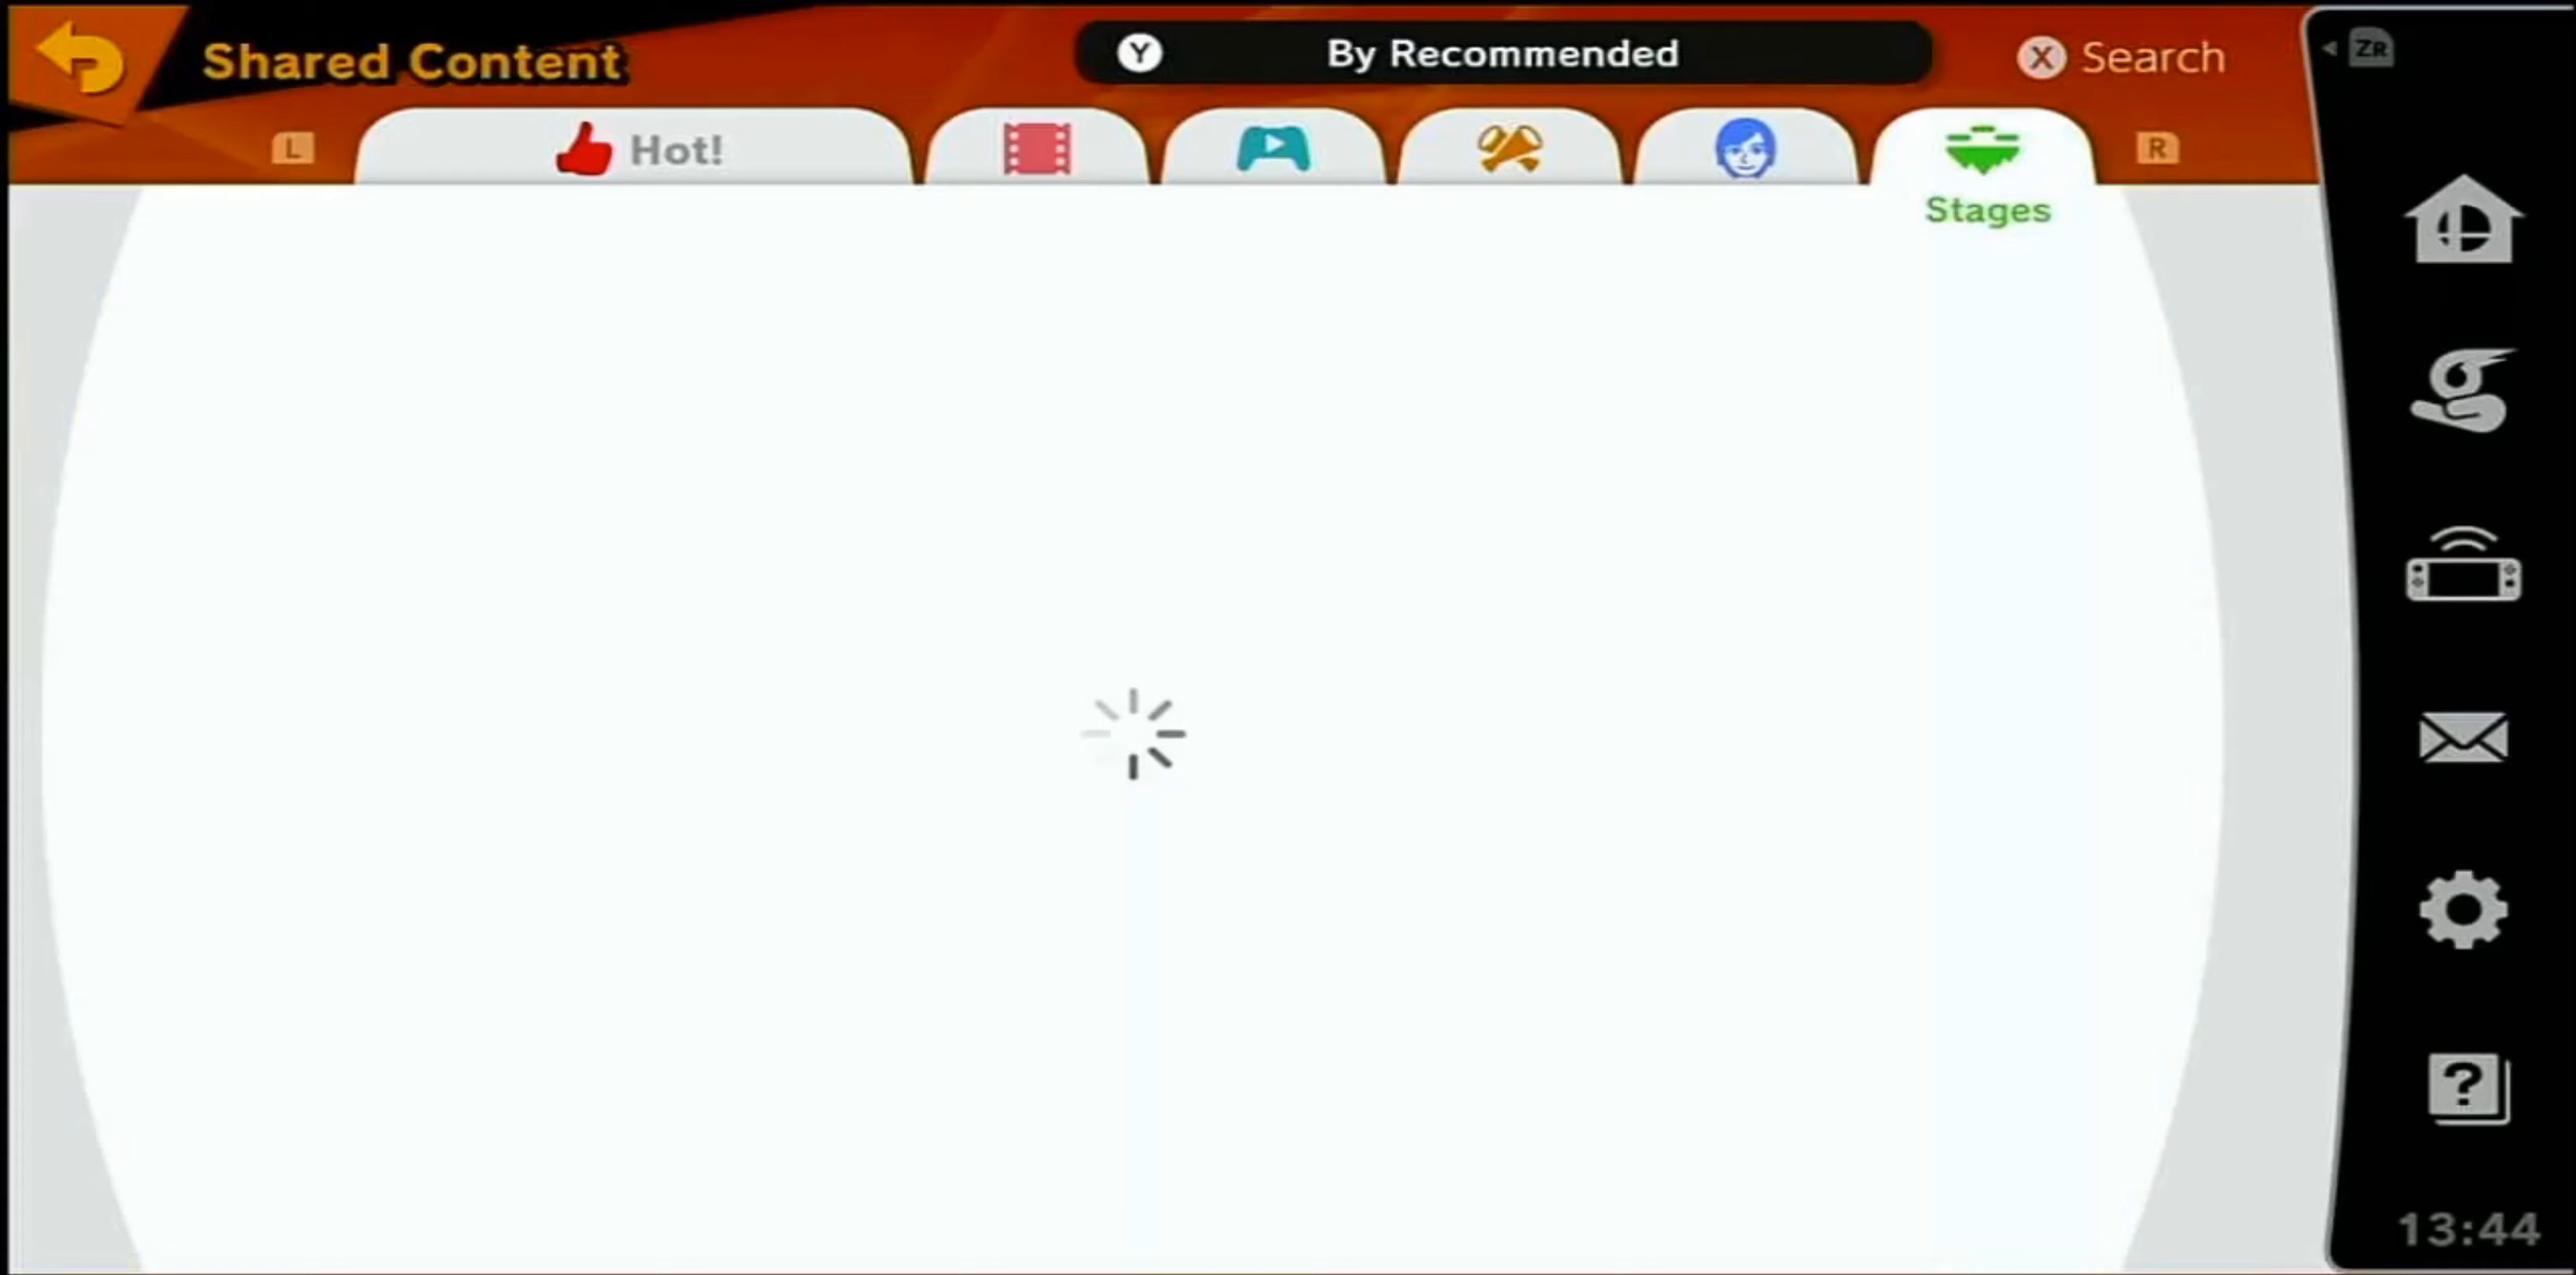 Shared Content
Y By Recommended
X Search
ZR
L
Hot!
R
Stages
?
13:44